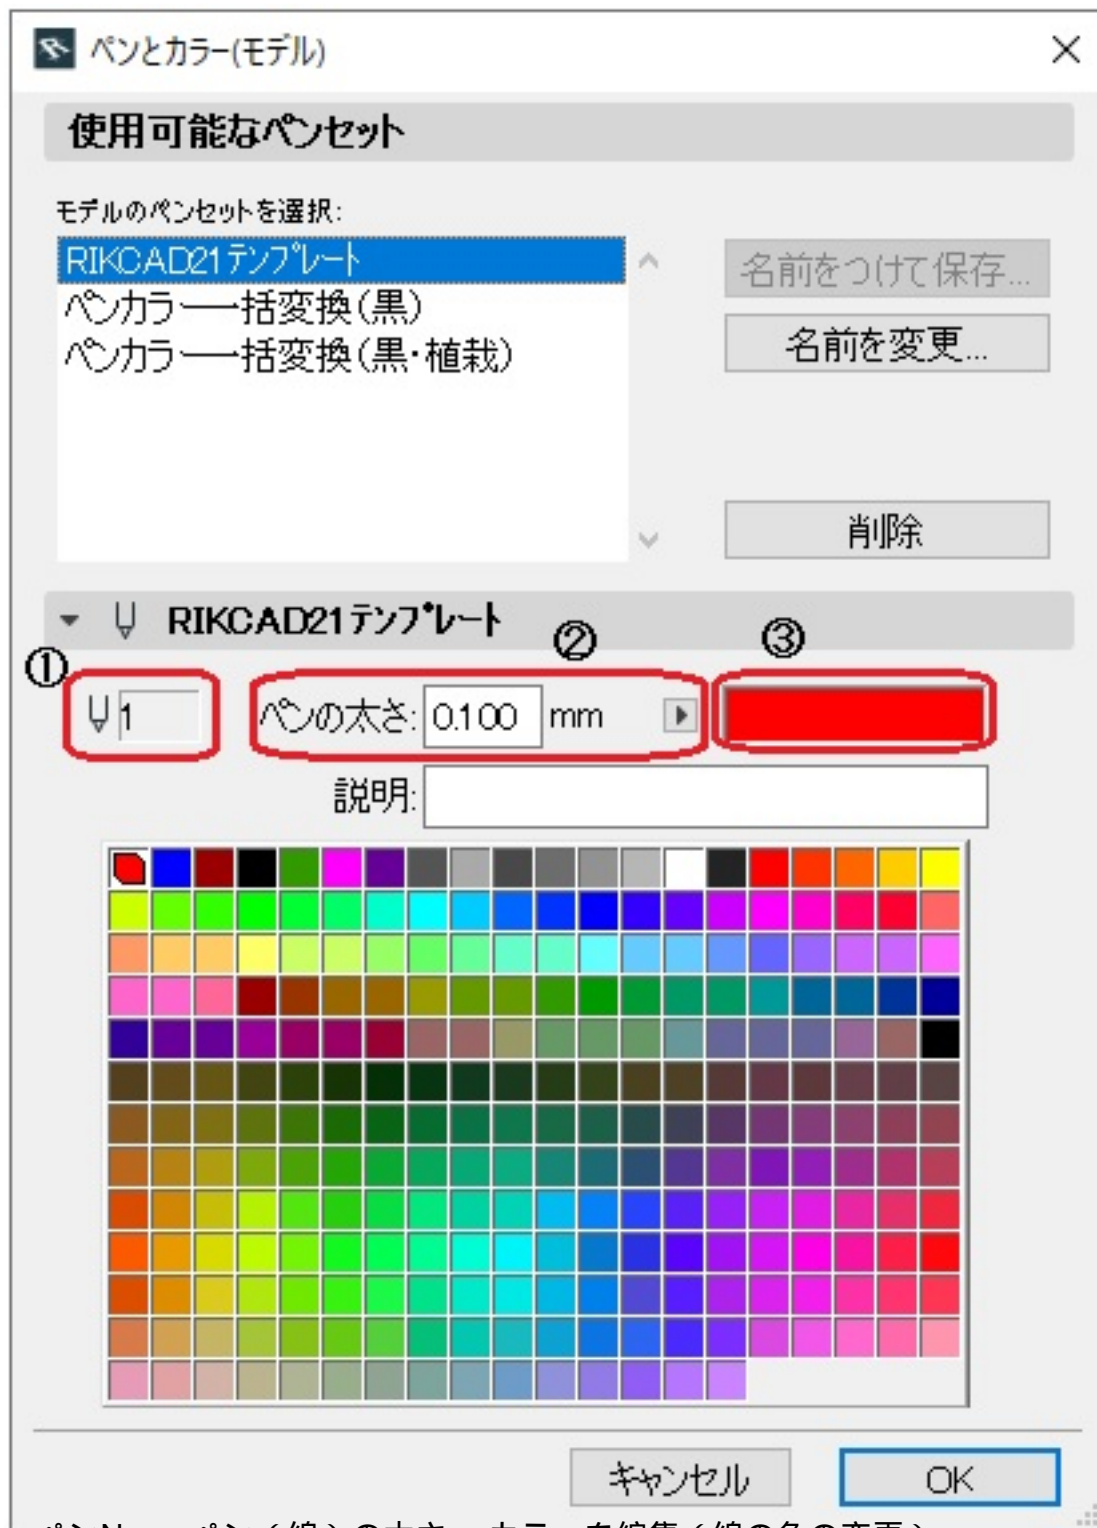 ペンとカラー(モデル)
使用可能なペンセット
モデルのペンセットを選択:
RIKCAD21テンプレート
ペンカラー一括変換(黒)
ペンカラー一括変換(黒・植栽)
名前をつけて保存...
名前を変更...
削除
RIKCAD21テンプレート
① ② ③
1 ペンの太さ: 0.100 mm
説明:
キャンセル OK